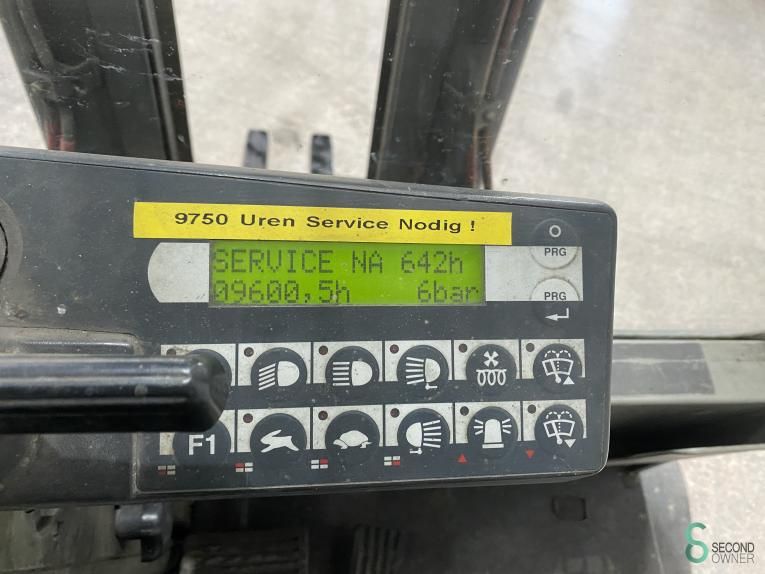 9750 Uren Service Nodig !
SERVICE NA 642h
09600,5h 6bar
PRG
PRG
F1
SECOND
OWNER